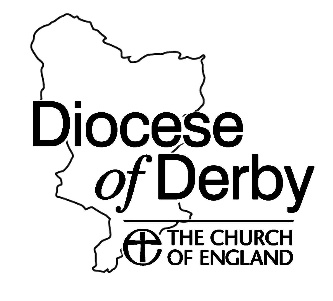 Diocese
of Derby
THE CHURCH
OF ENGLAND